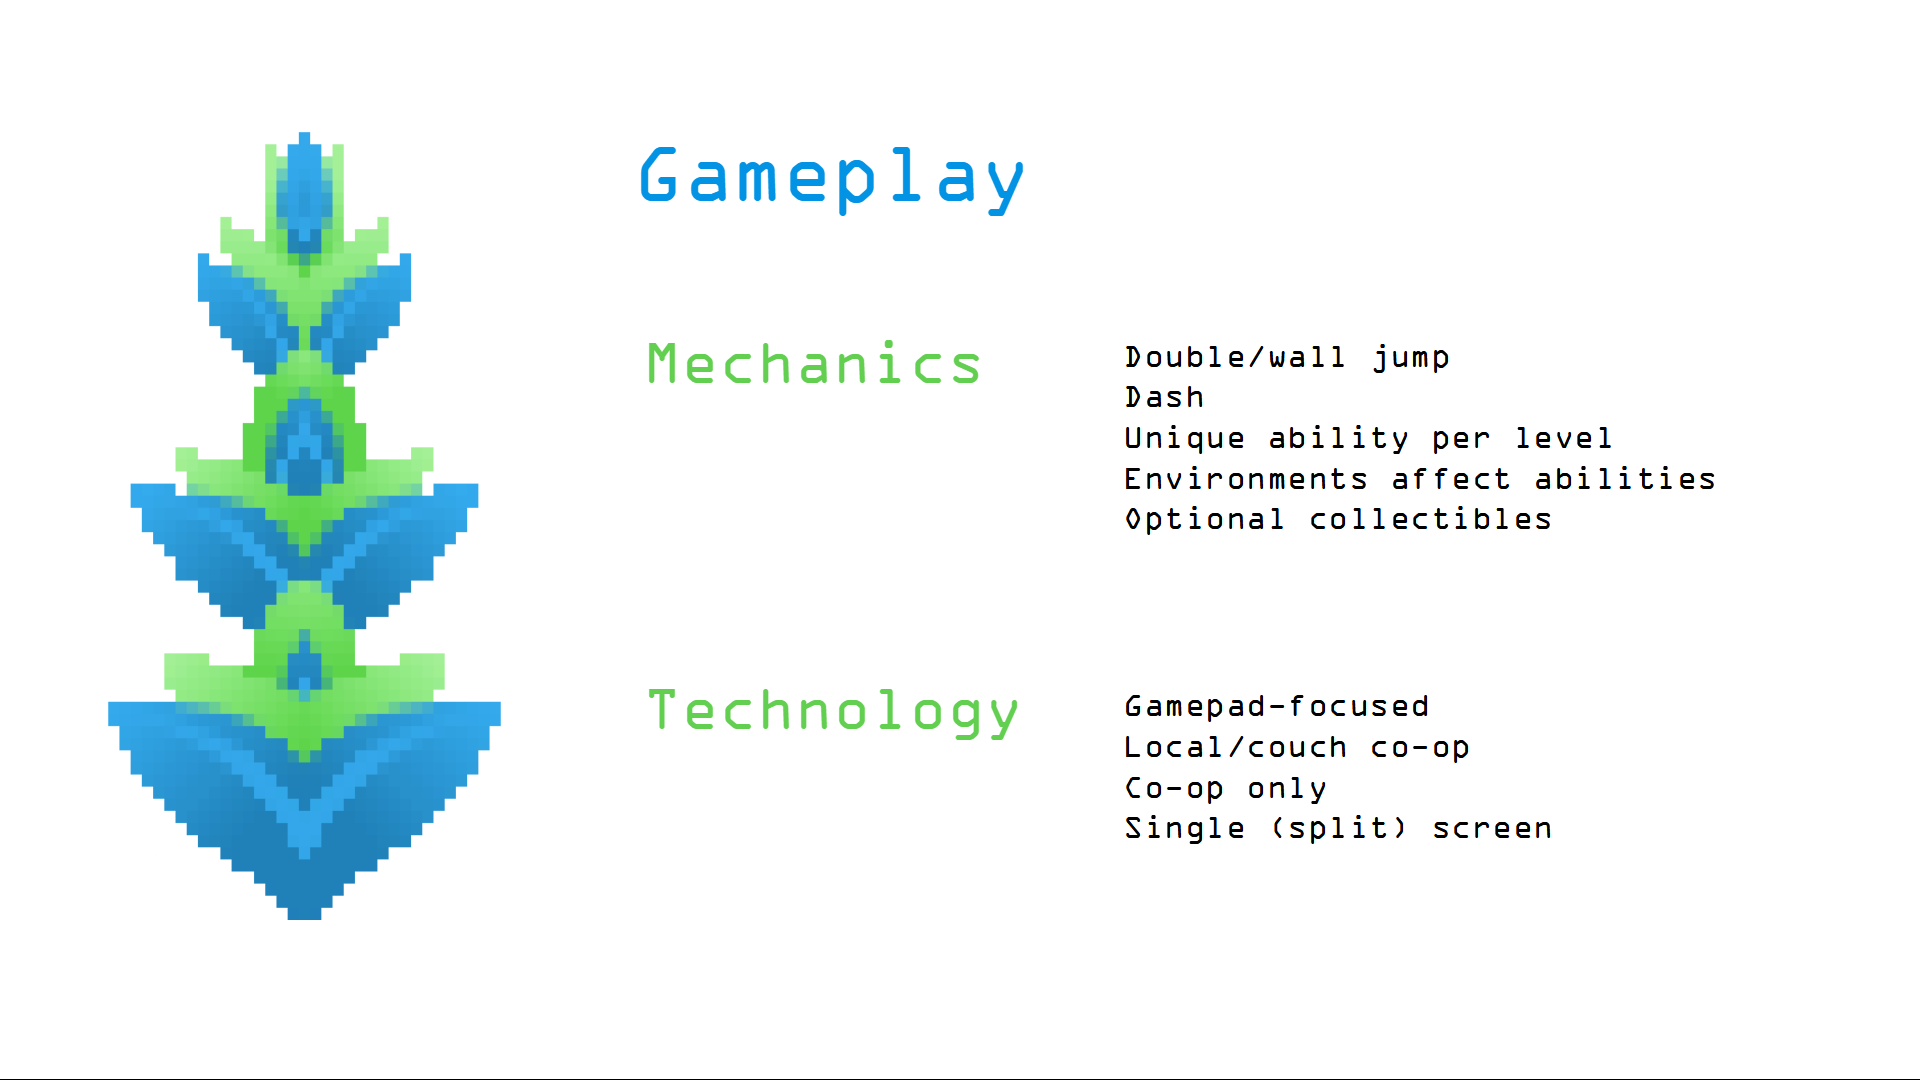 Gameplay
Mechanics
Double/wall jump
Dash
Unique ability per level
Environments affect abilities
Optional collectibles
Technology
Gamepad-focused
Local/couch co-op
Co-op only
Single (split) screen